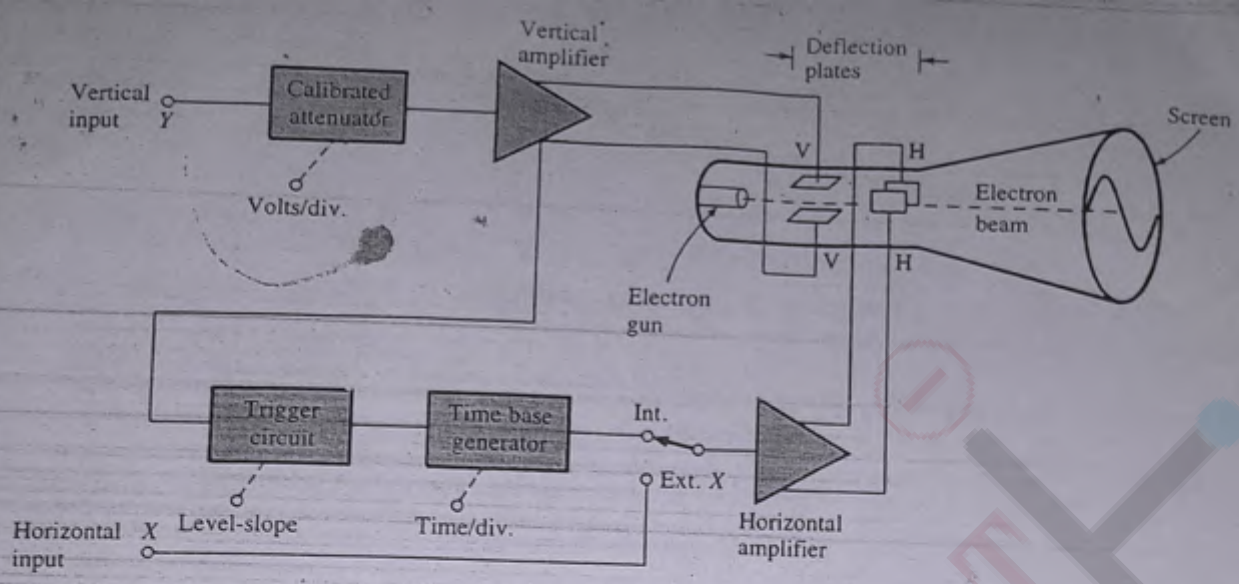 Vertical
amplifier
Deflection
plates
Vertical
input
Y
Calibrated
attenuator
Screen
V
H
Electron
beam
Volts/div.
V
H
Electron
gun
Trigger
circuit
Time base
generator
Int.
Ext. X
Level-slope
Time/div.
Horizontal
amplifier
Horizontal
input
X